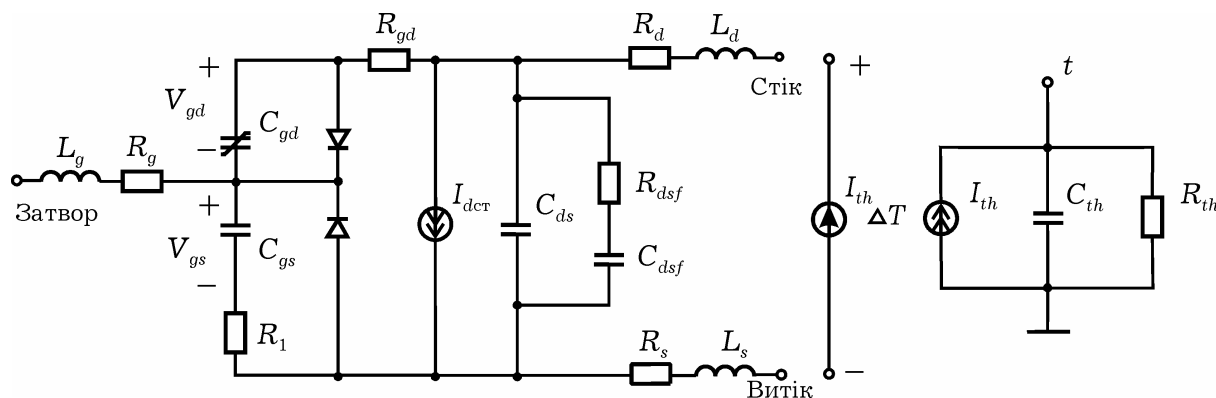 R_gd
R_d
L_d
+
V_gd
−
C_gd
Стік
+
t
L_g
R_g
Затвор
+
V_gs
−
C_gs
R_1
I_dст
C_ds
R_dsf
C_dsf
I_th
ΔT
I_th
C_th
R_th
R_s
L_s
Витік
−